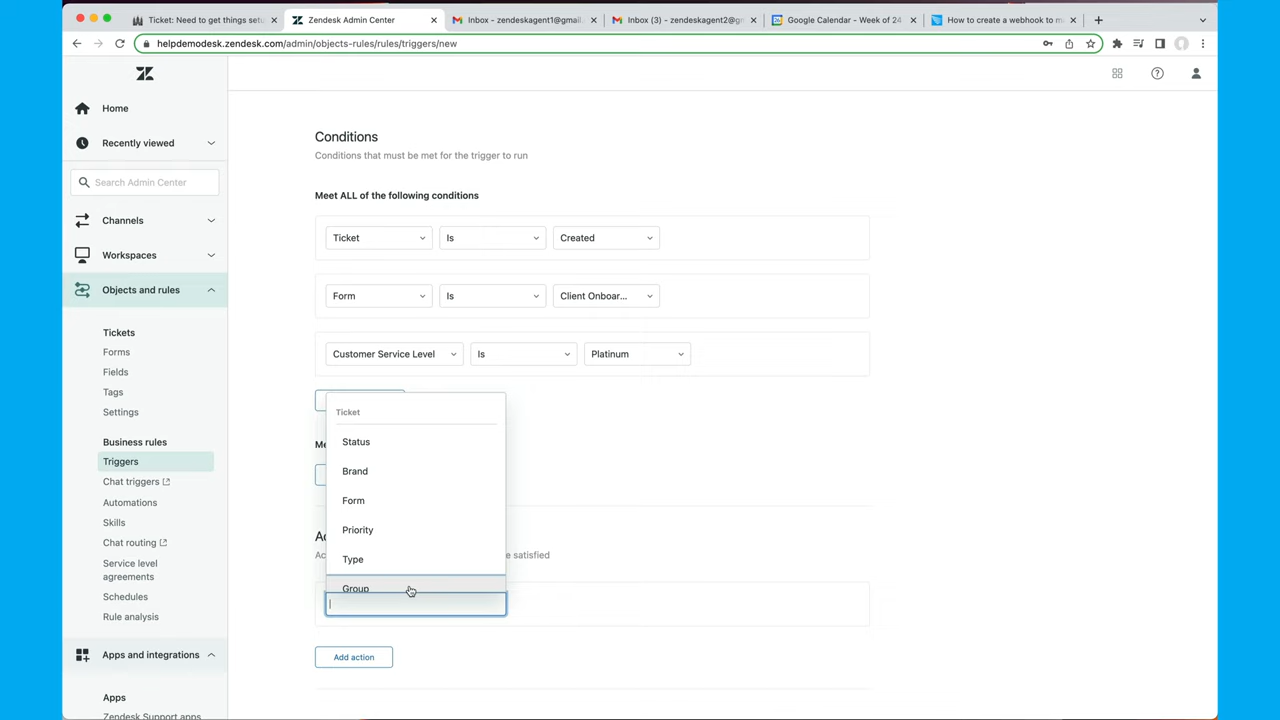 Ticket: Need to get things setu
Zendesk Admin Center
Inbox - zendeskagent1@gmail.
Inbox (3) - zendeskagent2@gm
Google Calendar - Week of 24
How to create a webhook to m
helpdemodesk.zendesk.com/admin/objects-rules/rules/triggers/new
Home
Recently viewed
Search Admin Center
Channels
Workspaces
Objects and rules
Tickets
Forms
Fields
Tags
Settings
Business rules
Triggers
Chat triggers
Automations
Skills
Chat routing
Service level
agreements
Schedules
Rule analysis
Apps and integrations
Apps
Zendesk Support apps
Conditions
Conditions that must be met for the trigger to run
Meet ALL of the following conditions
Ticket Is Created
Form Is Client Onboar...
Customer Service Level Is Platinum
Me
Ticket
Status
Brand
Form
Priority
Type
Group
Ac
Ac e satisfied
Add action